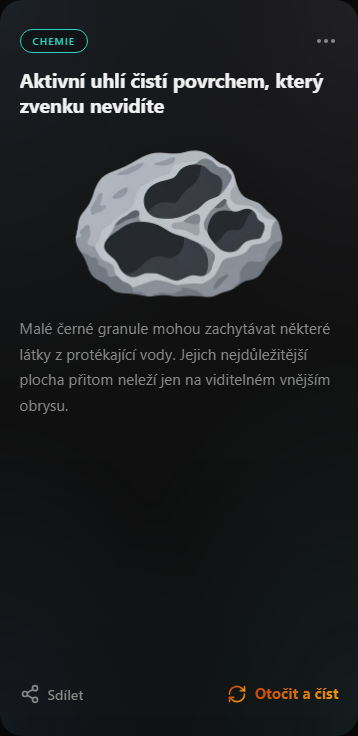 CHEMIE
Aktivní uhlí čistí povrchem, který
zvenku nevidíte
Malé černé granule mohou zachytávat některé
látky z protékající vody. Jejich nejdůležitější
plocha přitom neleží jen na viditelném vnějším
obrysu.
Sdílet
Otočit a číst